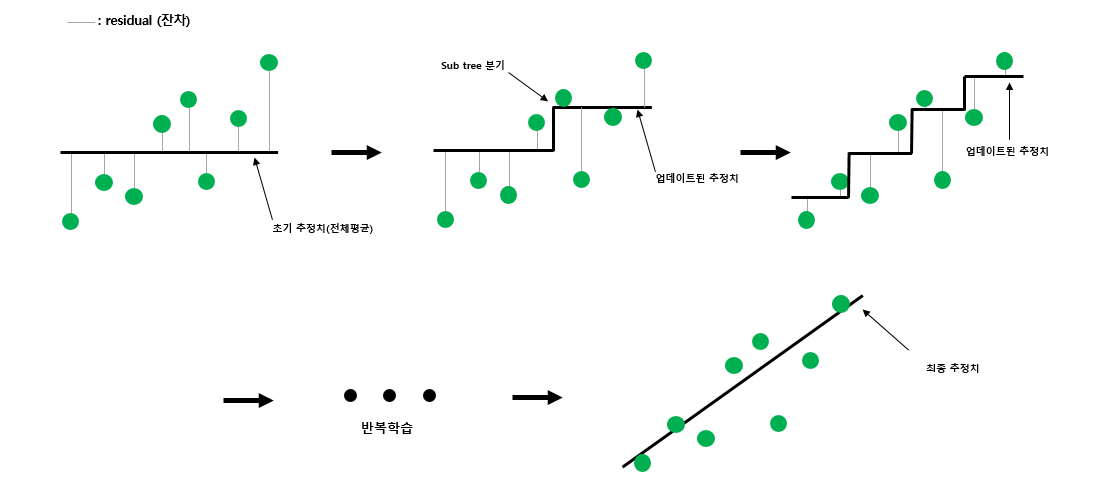 : residual (잔차)
Sub tree 분기
초기 추정치(전체평균)
업데이트된 추정치
업데이트된 추정치
반복학습
최종 추정치